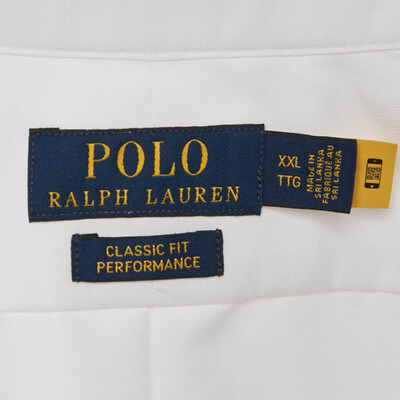 POLO
RALPH LAUREN
XXL
TTG
MADE IN
SRI LANKA
FABRIQUÉ AU
SRI LANKA
CLASSIC FIT
PERFORMANCE